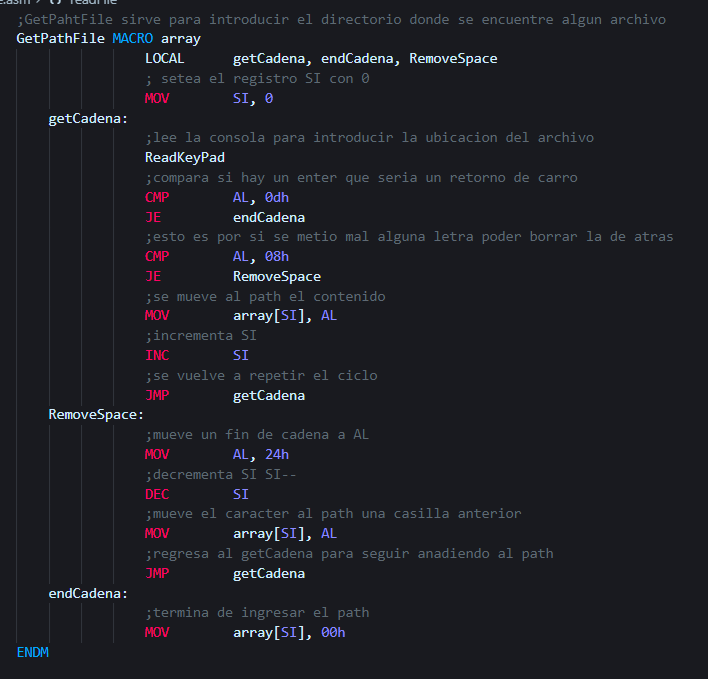 ;GetPahtFile sirve para introducir el directorio donde se encuentre algun archivo
GetPathFile MACRO array
LOCAL getCadena, endCadena, RemoveSpace
; setea el registro SI con 0
MOV SI, 0
getCadena:
;lee la consola para introducir la ubicacion del archivo
ReadKeyPad
;compara si hay un enter que seria un retorno de carro
CMP AL, 0dh
JE endCadena
;esto es por si se metio mal alguna letra poder borrar la de atras
CMP AL, 08h
JE RemoveSpace
;se mueve al path el contenido
MOV array[SI], AL
;incrementa SI
INC SI
;se vuelve a repetir el ciclo
JMP getCadena
RemoveSpace:
;mueve un fin de cadena a AL
MOV AL, 24h
;decrementa SI SI--
DEC SI
;mueve el caracter al path una casilla anterior
MOV array[SI], AL
;regresa al getCadena para seguir anadiendo al path
JMP getCadena
endCadena:
;termina de ingresar el path
MOV array[SI], 00h
ENDM